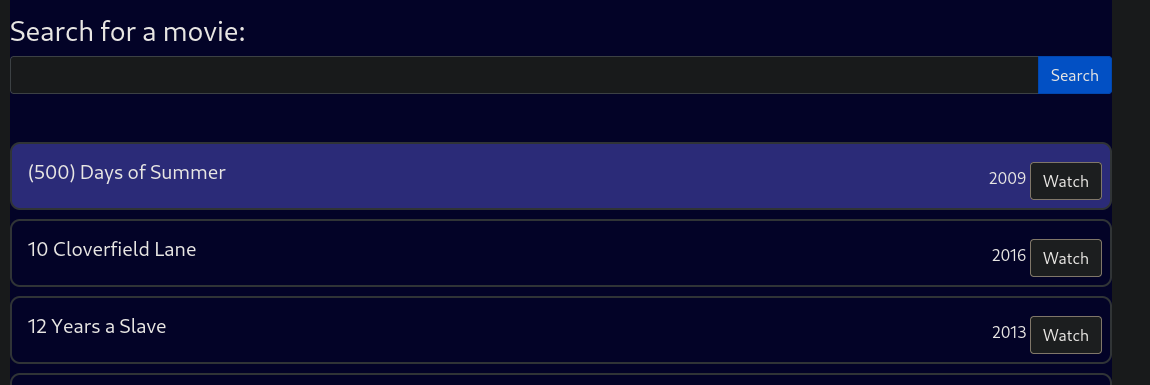 Search for a movie:
Search
(500) Days of Summer
2009 Watch
10 Cloverfield Lane
2016 Watch
12 Years a Slave
2013 Watch